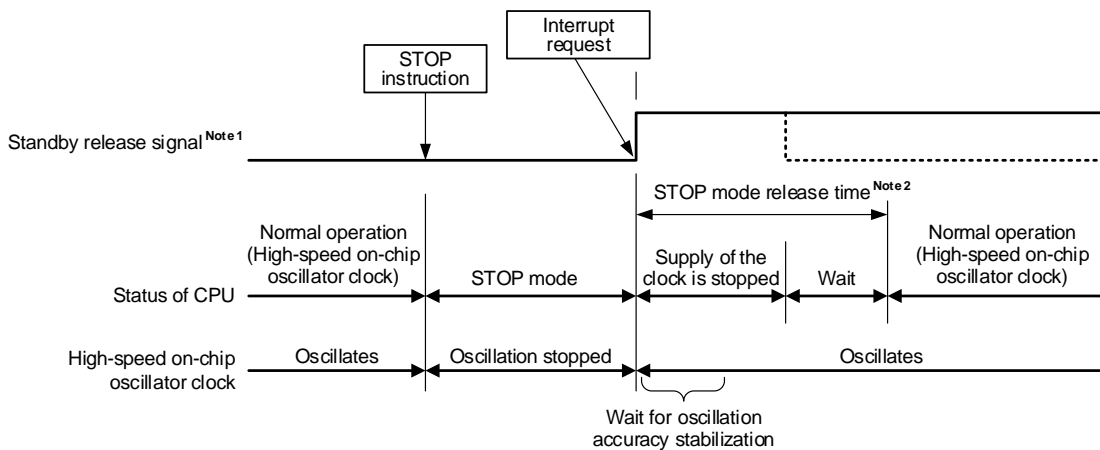 Interrupt
request
STOP
instruction
Standby release signal Note 1
STOP mode release time Note 2
Normal operation
(High-speed on-chip
oscillator clock)
Supply of the
clock is stopped
Normal operation
(High-speed on-chip
oscillator clock)
Status of CPU
STOP mode
Wait
High-speed on-chip
oscillator clock
Oscillates
Oscillation stopped
Oscillates
Wait for oscillation
accuracy stabilization